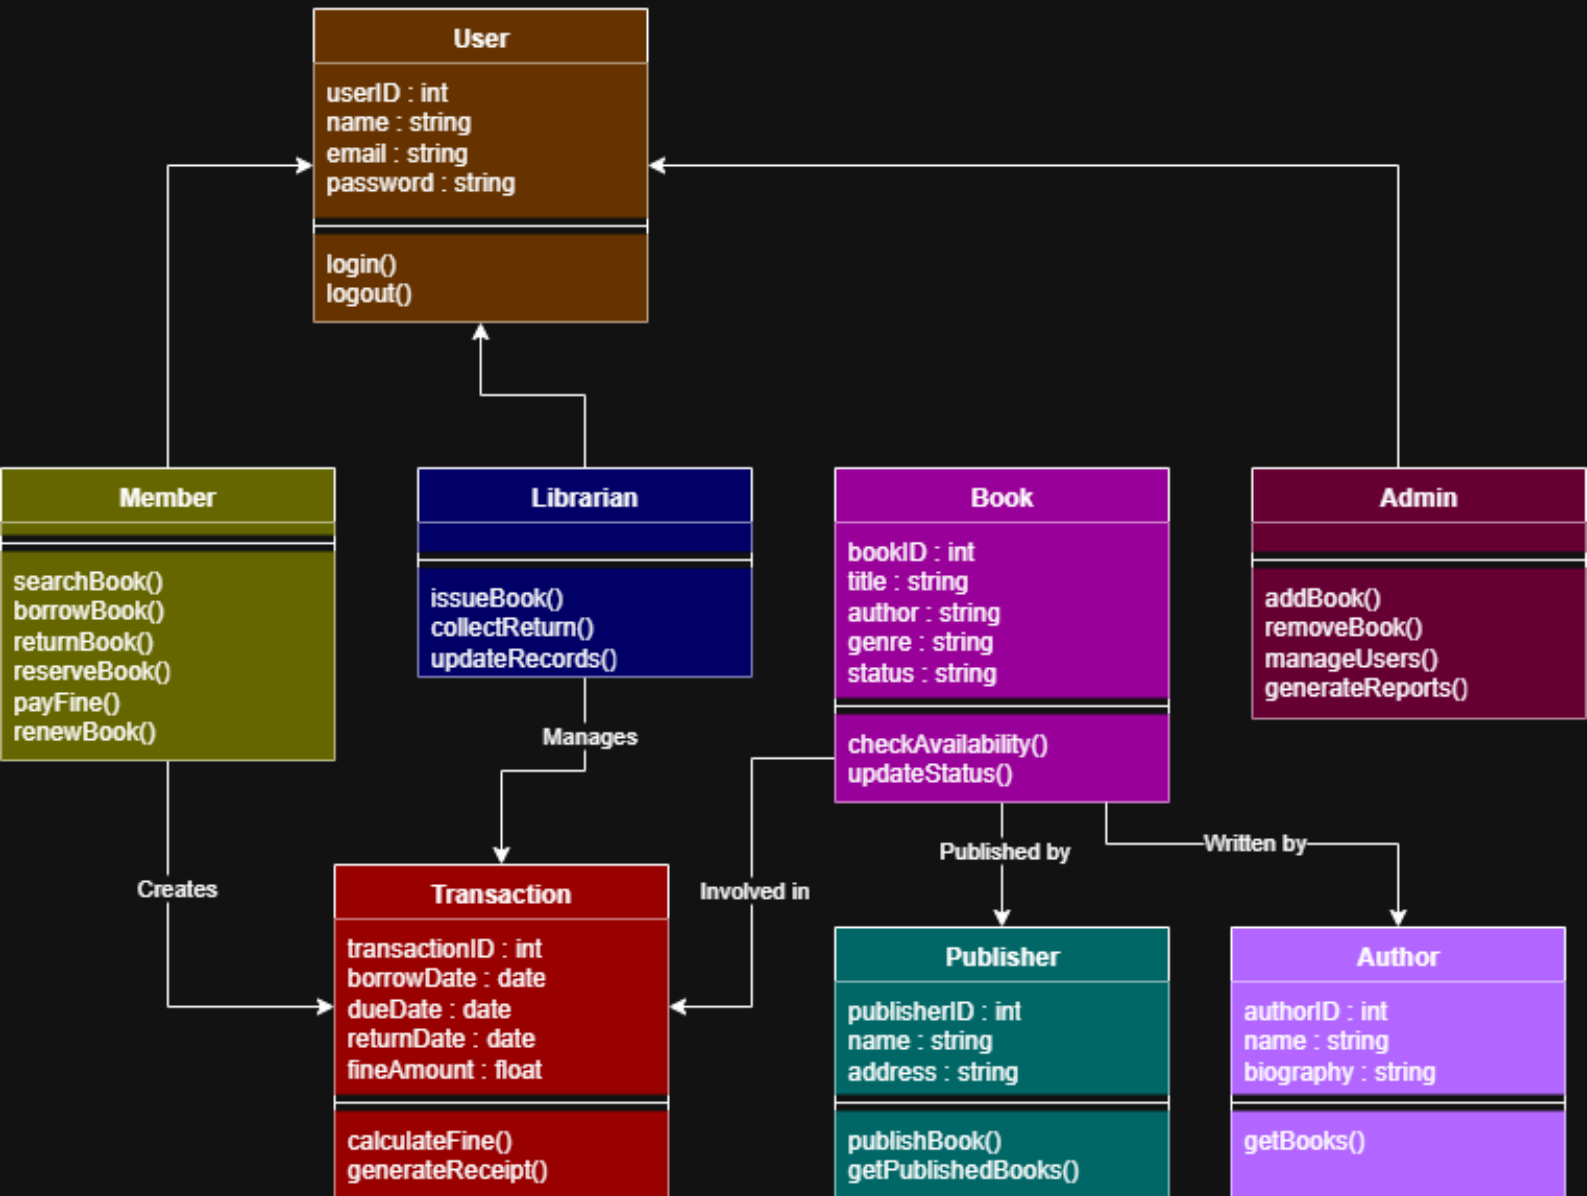 User
userID : int
name : string
email : string
password : string
login()
logout()
Member
searchBook()
borrowBook()
returnBook()
reserveBook()
payFine()
renewBook()
Librarian
issueBook()
collectReturn()
updateRecords()
Book
bookID : int
title : string
author : string
genre : string
status : string
checkAvailability()
updateStatus()
Admin
addBook()
removeBook()
manageUsers()
generateReports()
Manages
Creates
Involved in
Published by
Written by
Transaction
transactionID : int
borrowDate : date
dueDate : date
returnDate : date
fineAmount : float
calculateFine()
generateReceipt()
Publisher
publisherID : int
name : string
address : string
publishBook()
getPublishedBooks()
Author
authorID : int
name : string
biography : string
getBooks()